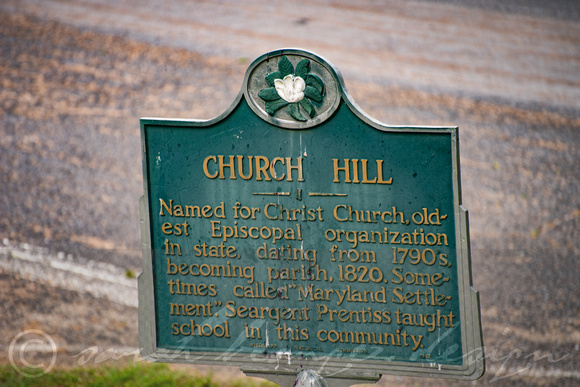 CHURCH HILL
Named for Christ Church, old-
est Episcopal organization
in state, dating from 1790's,
becoming parish, 1820. Some-
times called "Maryland Settle-
ment." Seargent Prentiss taught
school in this community.
©